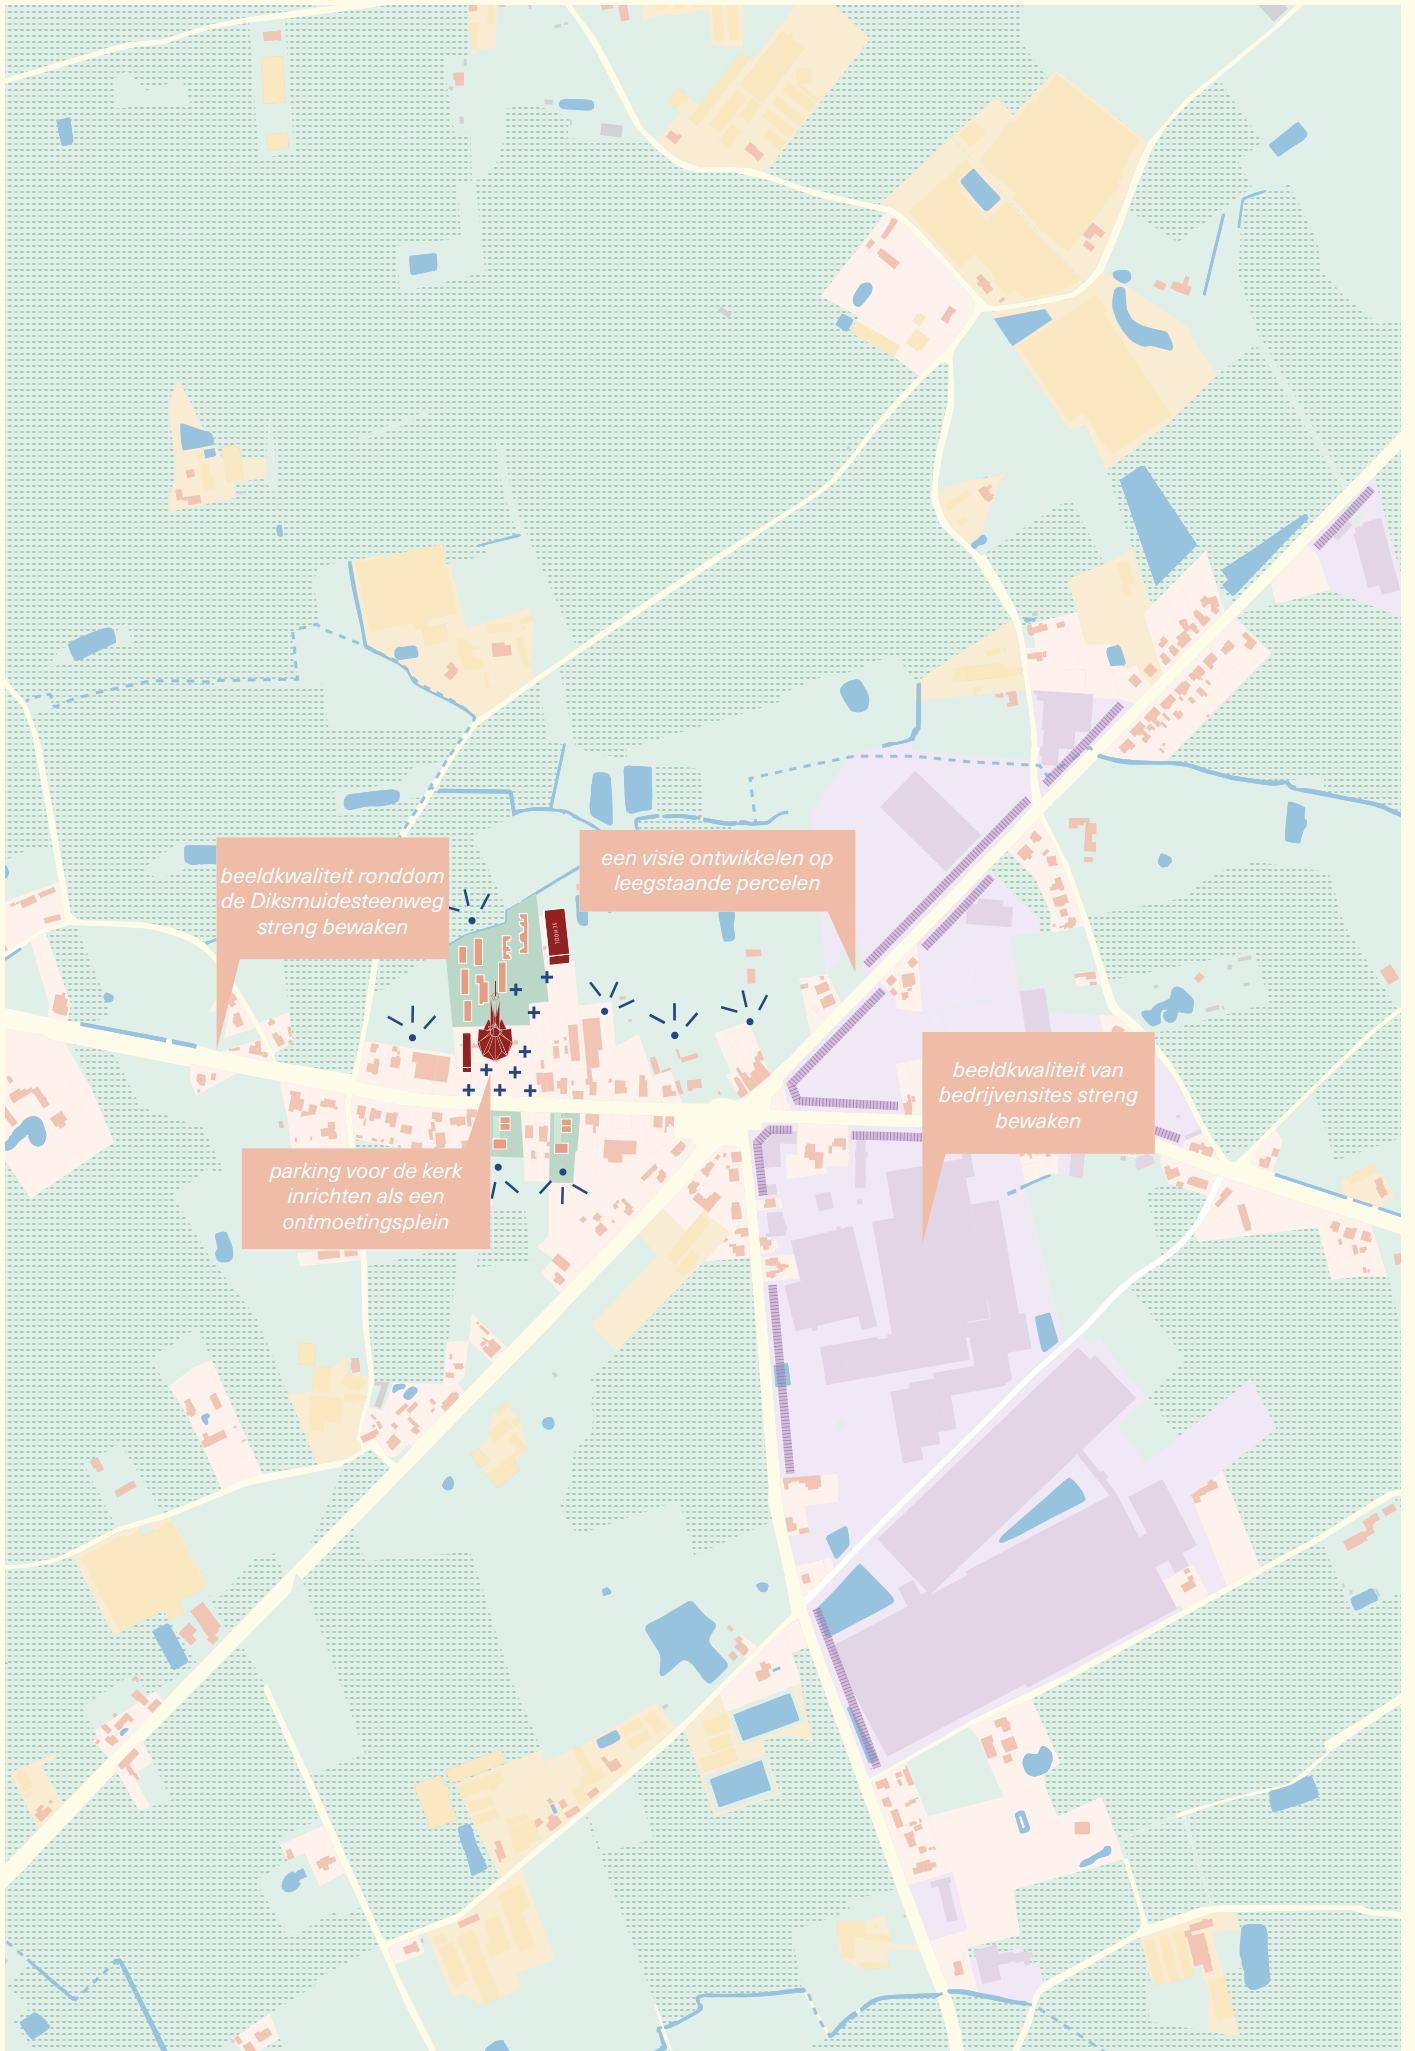 een visie ontwikkelen op
leegstaande percelen
beeldkwaliteit ronddom
de Diksmuidesteenweg
streng bewaken
SCHOOL
beeldkwaliteit van
bedrijvensites streng
bewaken
parking voor de kerk
inrichten als een
ontmoetingsplein